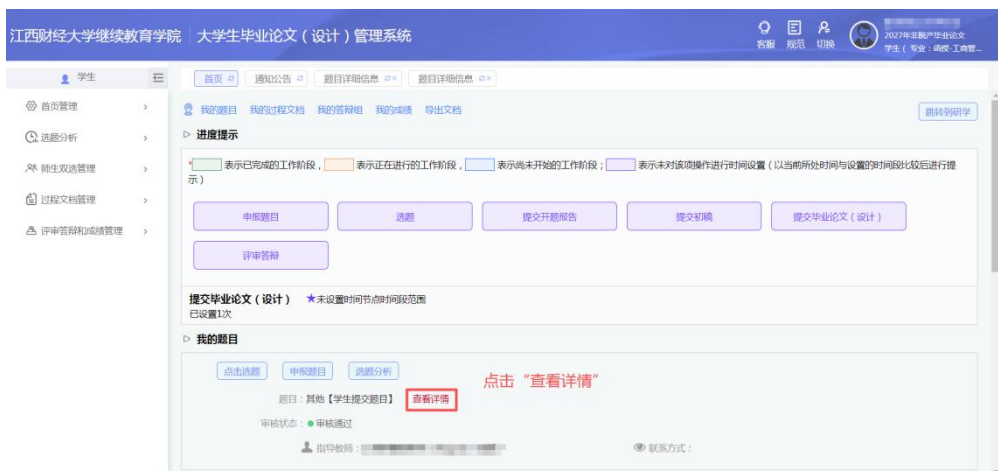 江西财经大学继续教育学院 大学生毕业论文（设计）管理系统
客服 规范 切换
2027年非脱产毕业论文
学生（ 专业：函授-工商管...
学生
首页 通知公告 题目详细信息 题目详细信息
首页管理
选题分析
师生双选管理
过程文档管理
评审答辩和成绩管理
我的题目 我的过程文档 我的答辩组 我的成绩 导出文档
跳转到研学
进度提示
*表示已完成的工作阶段， 表示正在进行的工作阶段， 表示尚未开始的工作阶段； 表示未对该项操作进行时间设置（以当前所处时间与设置的时间段比较后进行提
示）
申报题目 选题 提交开题报告 提交初稿 提交毕业论文（设计）
评审答辩
提交毕业论文（设计） ★未设置时间节点时间段范围
已设置1次
我的题目
点击选题 申报题目 选题分析
点击“查看详情”
题目：其他【学生提交题目】 查看详情
审核状态：●审核通过
指导教师： 联系方式：